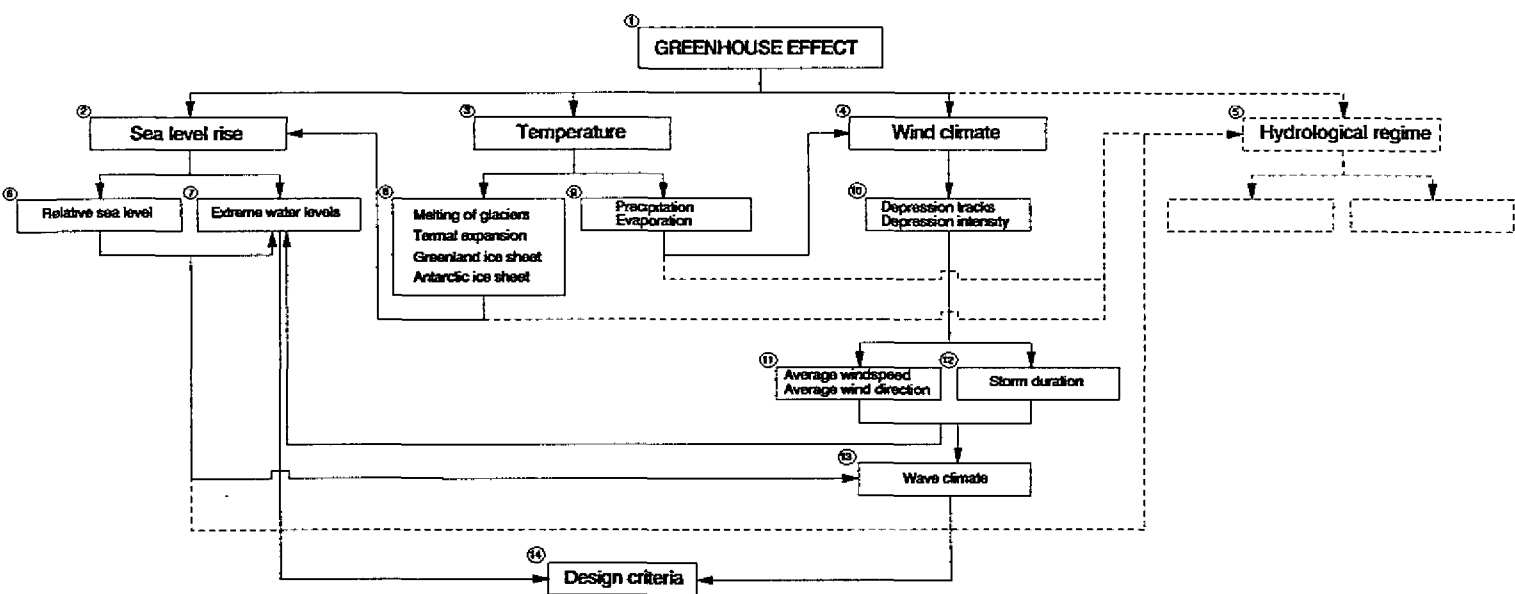 ①
GREENHOUSE EFFECT
②
Sea level rise
③
Temperature
④
Wind climate
⑤
Hydrological regime
⑥
Relative sea level
⑦
Extreme water levels
⑧
Melting of glaciers
Termat expansion
Greenland ice sheet
Antarctic ice sheet
⑨
Precipitation
Evaporation
⑩
Depression tracks
Depression intensity
⑪
Average windspeed
Average wind direction
⑫
Storm duration
⑬
Wave climate
⑭
Design criteria